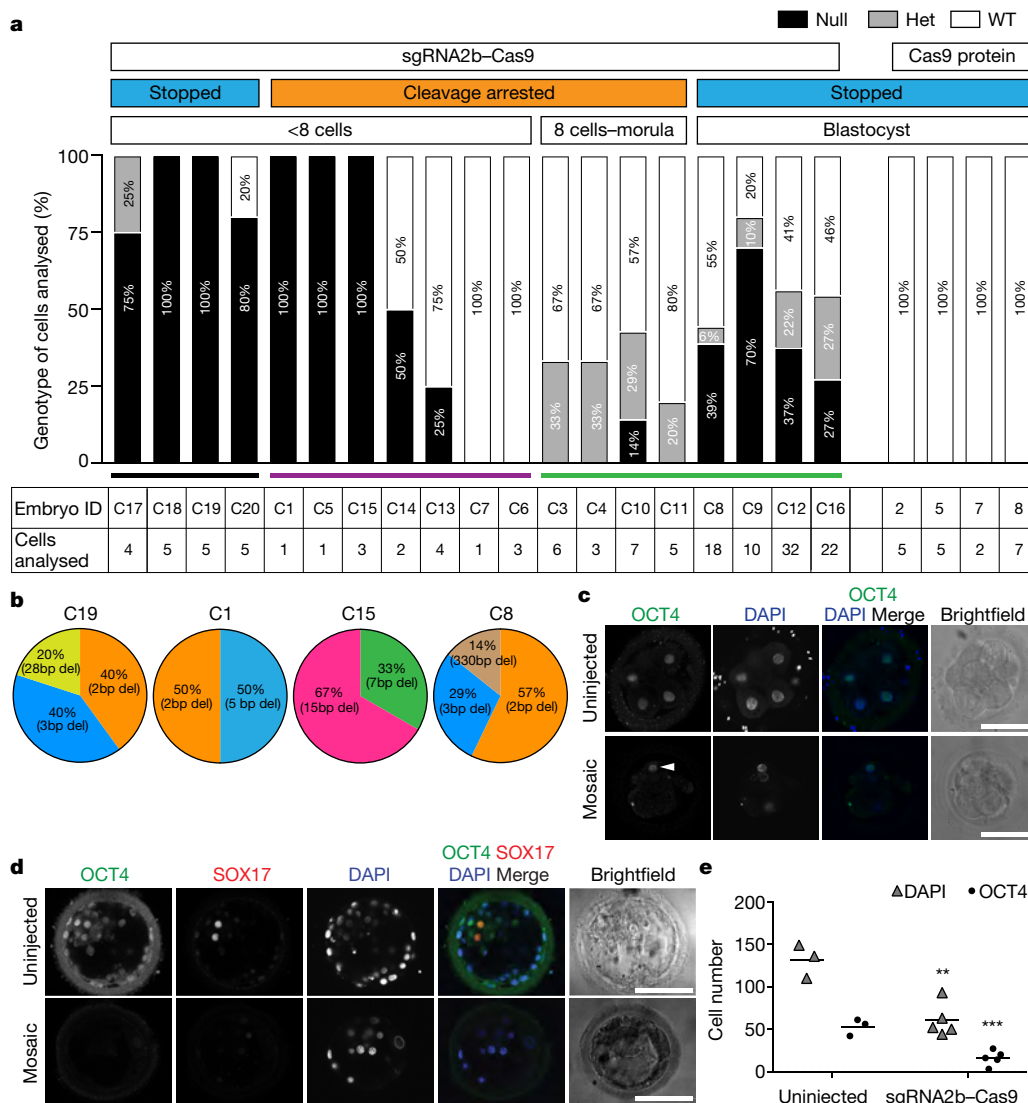 a
Null Het WT
sgRNA2b–Cas9 Cas9 protein
Stopped Cleavage arrested Stopped
<8 cells 8 cells–morula Blastocyst
Genotype of cells analysed (%)
100
75
50
25
0
25% 75%
100%
100%
20% 80%
100%
100%
100%
50% 50%
75% 25%
100%
100%
67% 33%
67% 33%
57% 29% 14%
80% 20%
55% 6% 39%
20% 10% 70%
41% 22% 37%
46% 27% 27%
100%
100%
100%
100%
Embryo ID C17 C18 C19 C20 C1 C5 C15 C14 C13 C7 C6 C3 C4 C10 C11 C8 C9 C12 C16 2 5 7 8
Cells analysed 4 5 5 5 1 1 3 2 4 1 3 6 3 7 5 18 10 32 22 5 5 2 7
b
C19
20%
(28bp del)
40%
(2bp del)
40%
(3bp del)
C1
50%
(2bp del)
50%
(5 bp del)
C15
33%
(7bp del)
67%
(15bp del)
C8
14%
(330bp del)
29%
(3bp del)
57%
(2bp del)
c
OCT4
OCT4 DAPI DAPI Merge Brightfield
Uninjected
Mosaic
d
OCT4 SOX17
OCT4 SOX17 DAPI DAPI Merge Brightfield
Uninjected
Mosaic
e
DAPI OCT4
Cell number
200
150
100
50
0
**
***
Uninjected sgRNA2b–Cas9